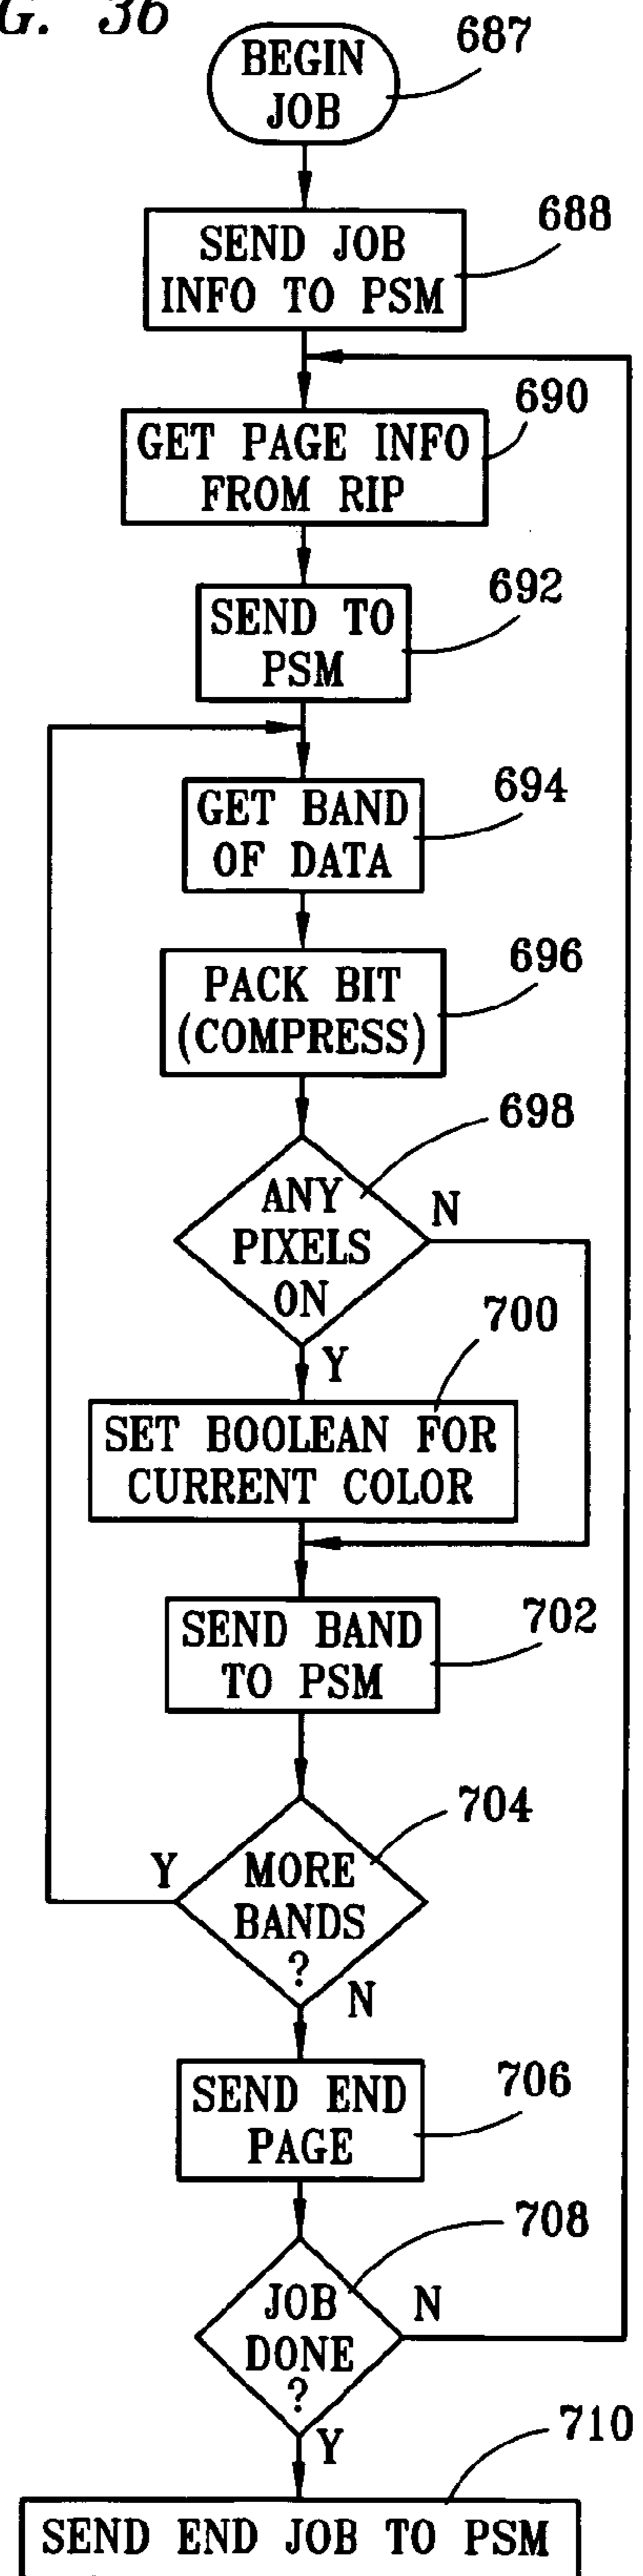 G. 36
BEGIN
JOB
687
SEND JOB
INFO TO PSM
688
GET PAGE INFO
FROM RIP
690
SEND TO
PSM
692
GET BAND
OF DATA
694
PACK BIT
(COMPRESS)
696
ANY
PIXELS
ON
698
N
Y
SET BOOLEAN FOR
CURRENT COLOR
700
SEND BAND
TO PSM
702
MORE
BANDS
?
704
Y
N
SEND END
PAGE
706
JOB
DONE
?
708
N
Y
SEND END JOB TO PSM
710